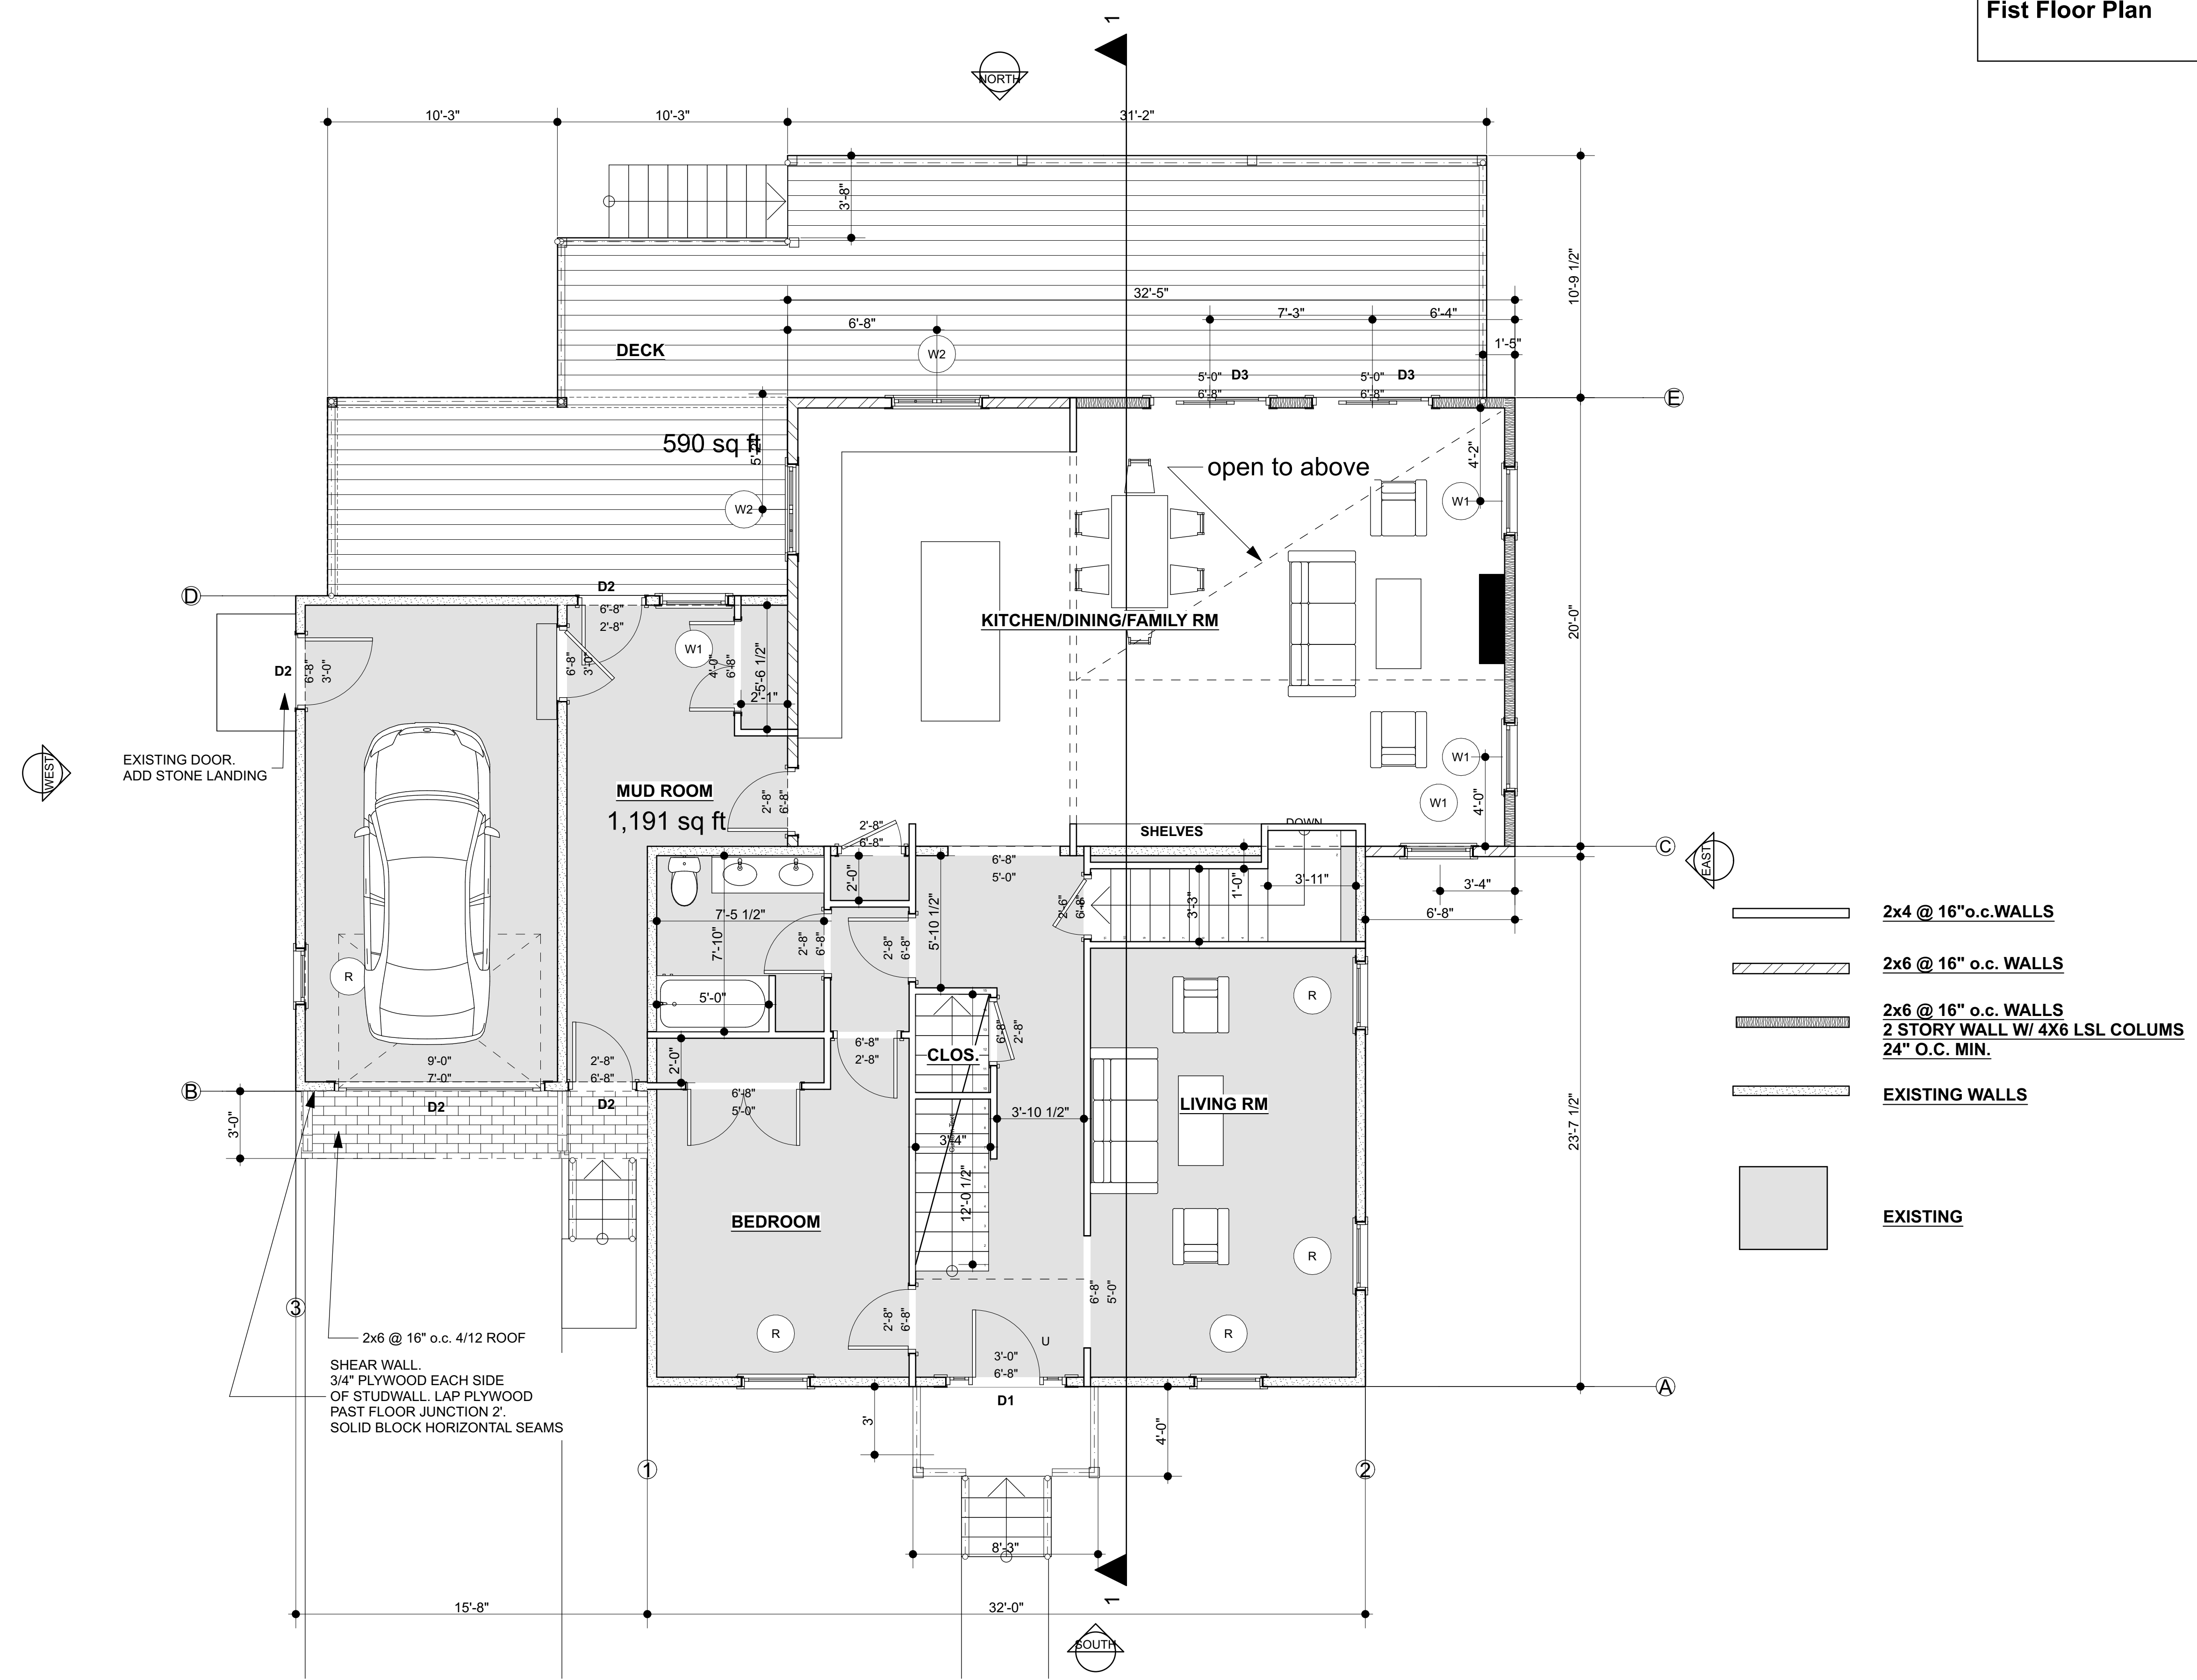 Fist Floor Plan
1
NORTH
10'-3"
10'-3"
31'-2"
3'-8"
10'-9 1/2"
32'-5"
7'-3"
6'-4"
6'-8"
1'-5"
DECK
W2
5'-0"
D3
5'-0"
D3
6'-8"
6'-8"
E
590 sq ft
5'-2"
open to above
4'-2"
W2
W1
D
D2
6'-8"
2'-8"
KITCHEN/DINING/FAMILY RM
20'-0"
W1
D2
6'-8"
3'-0"
6'-8"
3'-0"
4'-0"
6'-8"
5'-6 1/2"
2'-1"
WEST
EXISTING DOOR.
ADD STONE LANDING
MUD ROOM
1,191 sq ft
2'-8"
6'-8"
W1
W1
4'-0"
2'-8"
6'-8"
SHELVES
DOWN
C
EAST
6'-8"
5'-0"
2'-0"
1'-0"
3'-11"
3'-4"
7'-5 1/2"
2'-6"
6'-8"
3'-3"
6'-8"
2x4 @ 16"o.c.WALLS
7'-10"
2'-8"
6'-8"
2'-8"
6'-8"
5'-10 1/2"
2x6 @ 16" o.c. WALLS
R
5'-0"
R
2x6 @ 16" o.c. WALLS
2 STORY WALL W/ 4X6 LSL COLUMS
24" O.C. MIN.
9'-0"
7'-0"
2'-8"
6'-8"
2'-0"
6'-8"
2'-8"
CLOS.
6'-8"
2'-8"
B
D2
D2
6'-8"
5'-0"
3'-10 1/2"
LIVING RM
EXISTING WALLS
3'-0"
3'-4"
23'-7 1/2"
12'-0 1/2"
BEDROOM
EXISTING
R
3
6'-8"
5'-0"
2x6 @ 16" o.c. 4/12 ROOF
R
2'-8"
6'-8"
U
R
3'-0"
6'-8"
SHEAR WALL.
3/4" PLYWOOD EACH SIDE
OF STUDWALL. LAP PLYWOOD
PAST FLOOR JUNCTION 2'.
SOLID BLOCK HORIZONTAL SEAMS
D1
A
3'
4'-0"
1
2
8'-3"
1
15'-8"
32'-0"
SOUTH